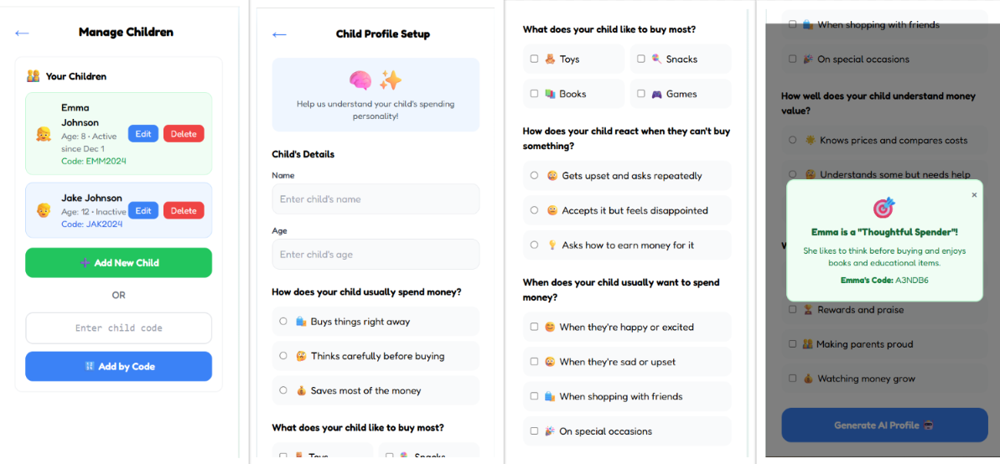 Manage Children
Your Children
Emma
Johnson
Age: 8 • Active
since Dec 1
Code: EMM2024
Edit
Delete
Jake Johnson
Age: 12 • Inactive
Code: JAK2024
Edit
Delete
Add New Child
OR
Enter child code
Add by Code
Child Profile Setup
Help us understand your child's spending
personality!
Child's Details
Name
Enter child's name
Age
Enter child's age
How does your child usually spend money?
Buys things right away
Thinks carefully before buying
Saves most of the money
What does your child like to buy most?
Toys
Snacks
What does your child like to buy most?
Toys
Snacks
Books
Games
How does your child react when they can't buy
something?
Gets upset and asks repeatedly
Accepts it but feels disappointed
Asks how to earn money for it
When does your child usually want to spend
money?
When they're happy or excited
When they're sad or upset
When shopping with friends
On special occasions
When shopping with friends
On special occasions
How well does your child understand money
value?
Knows prices and compares costs
Understands some but needs help
×
Emma is a "Thoughtful Spender"!
She likes to think before buying and enjoys
books and educational items.
Emma's Code: A3NDB6
Rewards and praise
Making parents proud
Watching money grow
Generate AI Profile